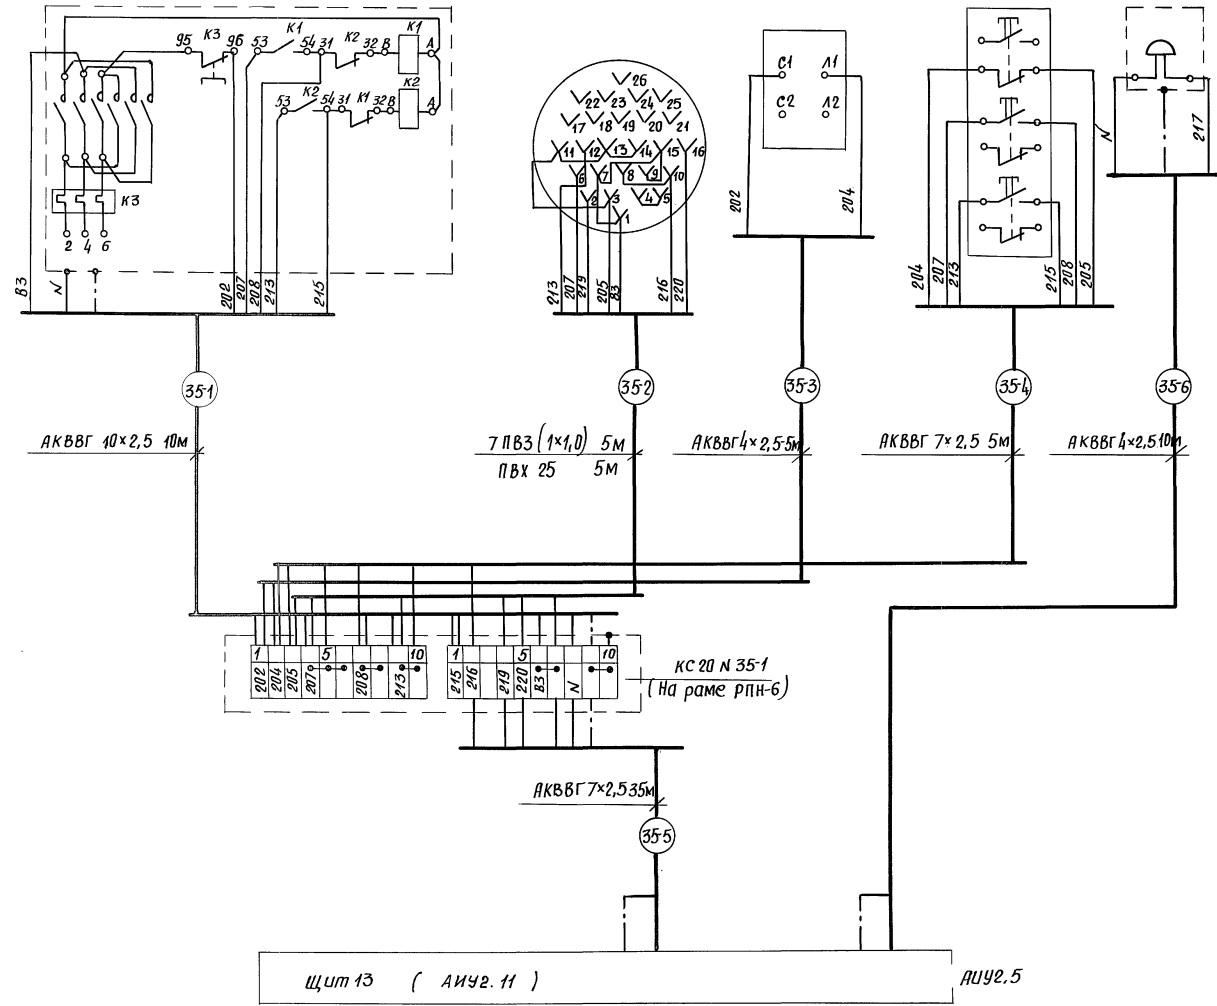 95 К3 96 53 К1 54 31 К2 32 В К1 А
53 К2 54 31 К1 32 В К2 А
К3
2 4 6
В3 N 202 207 208 213 215
26
22 23 24 25
17 18 19 20 21
11 12 13 14 15 16
6 7 8 9 10
2 3 4 5
1
213 207 219 205 В3 216 220
С1 Л1
С2 Л2
202 204
204 207 213 215 208 205
N 217
35-1 35-2 35-3 35-4 35-6
АКВВГ 10×2,5 10м
7 ПВ3 (1×1,0) 5м
ПВХ 25 5м
АКВВГ 4×2,5-5м
АКВВГ 7×2,5 5м
АКВВГ 4×2,5 10м
1 5 10 1 5 10
202 204 205 207 208 213 215 216 219 220 В3 N
КС 20 N 35-1
(На раме РПН-6)
АКВВГ 7×2,5 35м
35-5
Щит 13 ( АИУ2.11 )
АИУ2.5